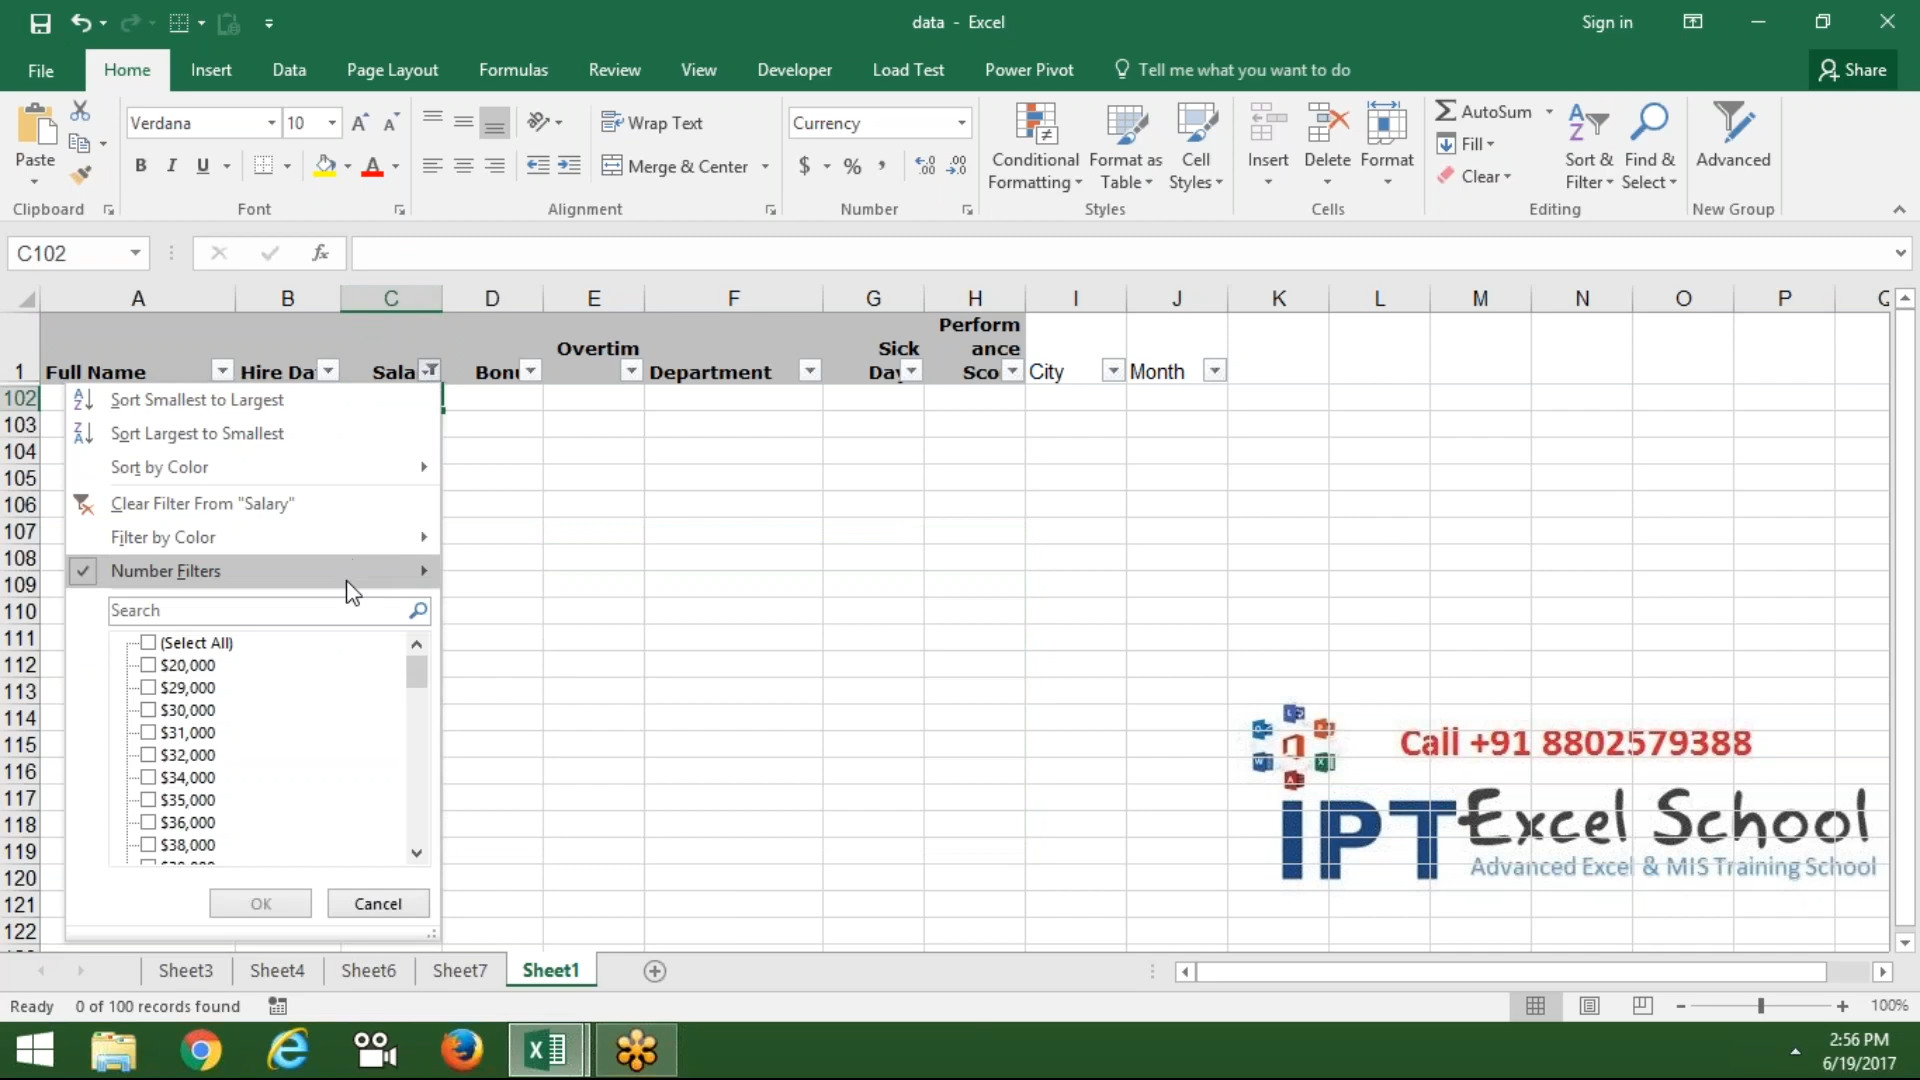 data - Excel
Sign in
File
Home
Insert
Data
Page Layout
Formulas
Review
View
Developer
Load Test
Power Pivot
Tell me what you want to do
Share
Paste
Verdana
10
B I U
Wrap Text
Merge & Center
Currency
$ % ,
Conditional Formatting
Format as Table
Cell Styles
Insert
Delete
Format
AutoSum
Fill
Clear
Sort & Filter
Find & Select
Advanced
Clipboard
Font
Alignment
Number
Styles
Cells
Editing
New Group
C102
fx
A B C D E F G H I J K L M N O P
1
Full Name
Hire Da
Sala
Bon
Overtim
Department
Sick
Day
Perform
ance
Sco
City
Month
102
103
104
105
106
107
108
109
110
111
112
113
114
115
116
117
118
119
120
121
122
Sort Smallest to Largest
Sort Largest to Smallest
Sort by Color
Clear Filter From "Salary"
Filter by Color
Number Filters
Search
(Select All)
$20,000
$29,000
$30,000
$31,000
$32,000
$34,000
$35,000
$36,000
$38,000
OK
Cancel
Call +91 8802579388
IPT Excel School
Advanced Excel & MIS Training School
Sheet3
Sheet4
Sheet6
Sheet7
Sheet1
Ready
0 of 100 records found
100%
2:56 PM
6/19/2017